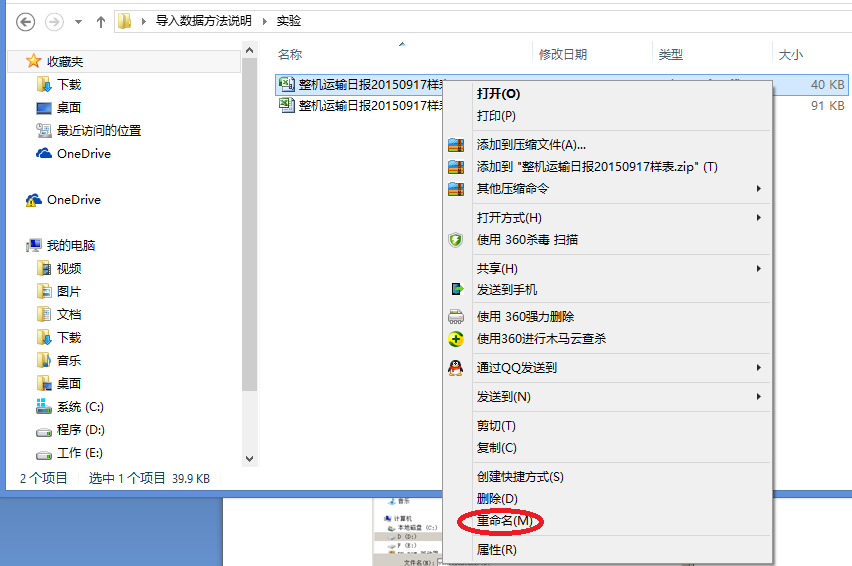 导入数据方法说明 实验
名称 修改日期 类型 大小
收藏夹
下载
桌面
最近访问的位置
OneDrive
OneDrive
我的电脑
视频
图片
文档
下载
音乐
桌面
系统 (C:)
程序 (D:)
工作 (E:)
整机运输日报20150917样表 40 KB
整机运输日报20150917样表 91 KB
打开(O)
打印(P)
添加到压缩文件(A)...
添加到 "整机运输日报20150917样表.zip" (T)
其他压缩命令
打开方式(H)
使用 360杀毒 扫描
共享(H)
发送到手机
使用 360强力删除
使用360进行木马云查杀
通过QQ发送到
发送到(N)
剪切(T)
复制(C)
创建快捷方式(S)
删除(D)
重命名(M)
属性(R)
2 个项目 选中 1 个项目 39.9 KB
音乐
计算机
本地磁盘 (C:)
D (D:)
F (E:)
文件名(N):